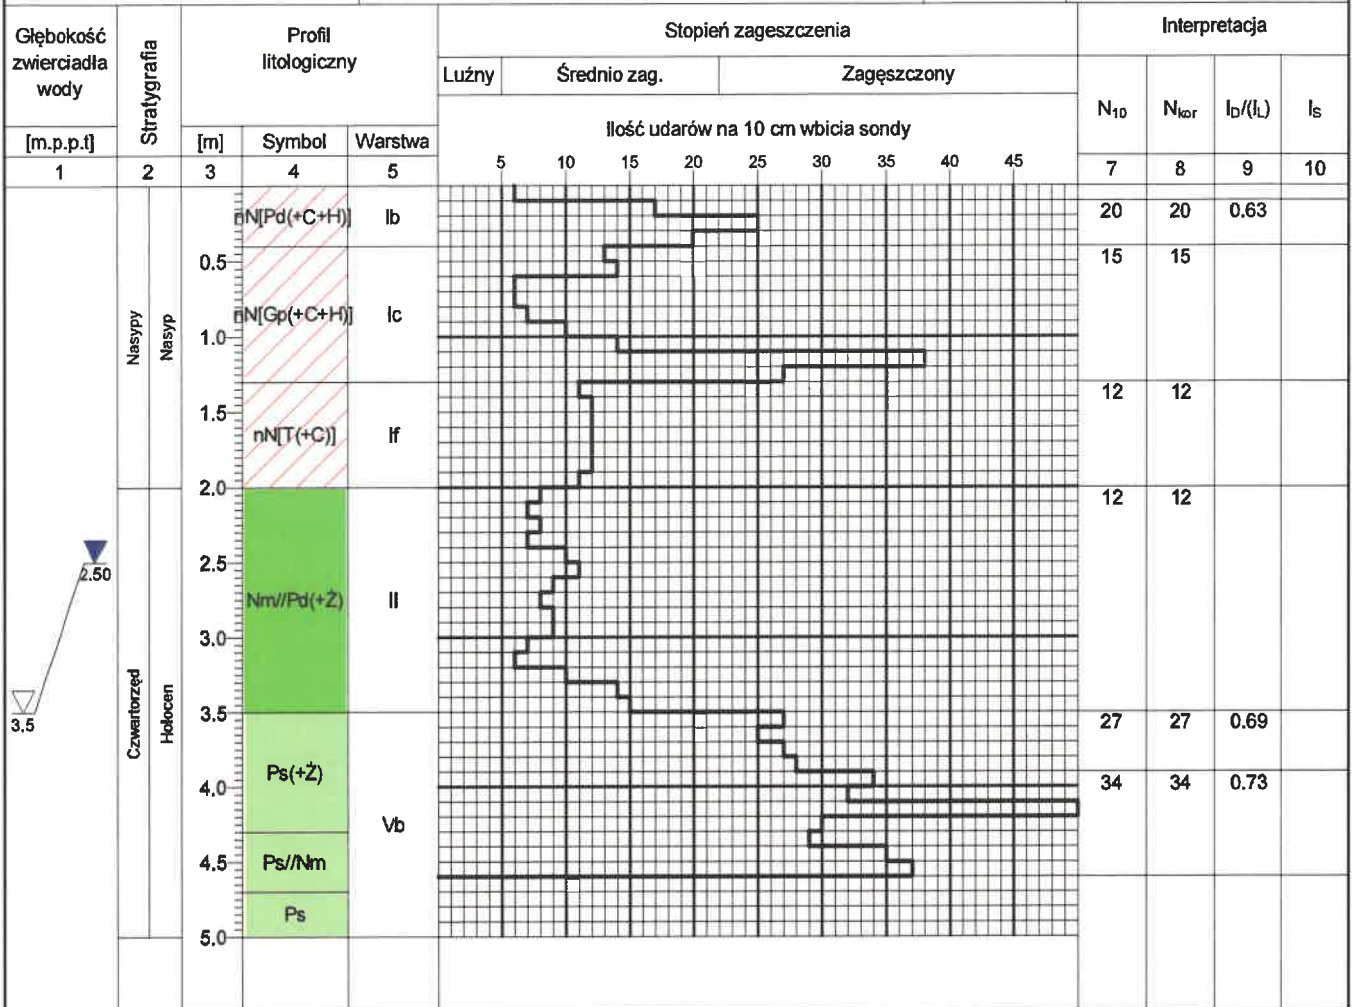 Głębokość
zwierciadła
wody
Stratygrafia
Profil
litologiczny
Stopień zagęszczenia
Interpretacja
Luźny
Średnio zag.
Zagęszczony
[m.p.p.t]
[m]
Symbol
Warstwa
Ilość udarów na 10 cm wbicia sondy
N10
Nkor
ID/(IL)
IS
5 10 15 20 25 30 35 40 45
1 2 3 4 5 7 8 9 10
nN[Pd(+C+H)] Ib 20 20 0.63
0.5 15 15
nN[Gp(+C+H)] Ic
1.0
Nasypy
Nasyp
12 12
1.5
nN[T(+C)] If
2.0 12 12
2.50
2.5
Nm//Pd(+Ż) II
3.0
Czwartorzęd
Holocen
3.5
3.5 27 27 0.69
Ps(+Ż)
4.0 34 34 0.73
Vb
4.5 Ps//Nm
Ps
5.0